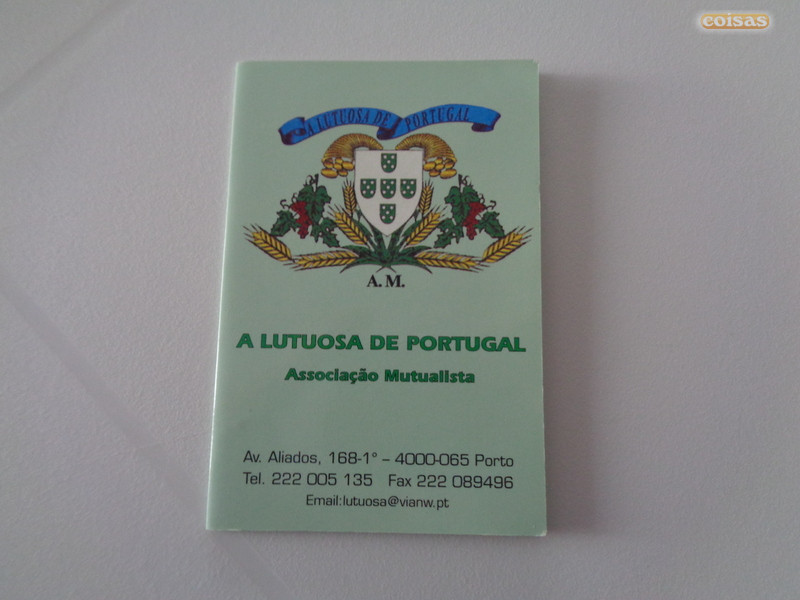 coisas
A LUTUOSA DE PORTUGAL
A. M.
A LUTUOSA DE PORTUGAL
Associação Mutualista
Av. Aliados, 168-1° – 4000-065 Porto
Tel. 222 005 135 Fax 222 089496
Email:lutuosa@vianw.pt